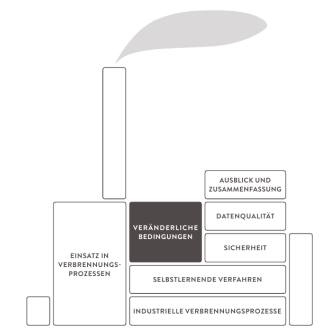 AUSBLICK UND
ZUSAMMENFASSUNG
VERÄNDERLICHE
BEDINGUNGEN
DATENQUALITÄT
SICHERHEIT
EINSATZ IN
VERBRENNUNGS-
PROZESSEN
SELBSTLERNENDE VERFAHREN
INDUSTRIELLE VERBRENNUNGSPROZESSE